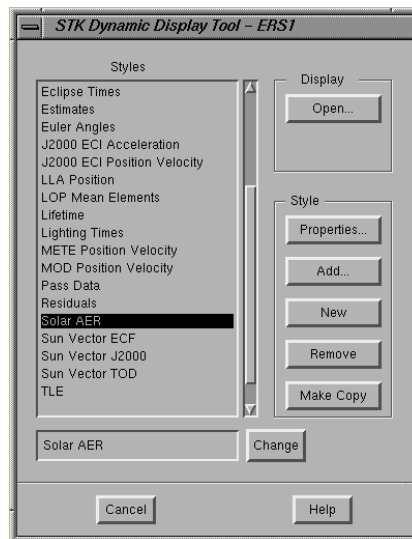 STK Dynamic Display Tool – ERS1
Styles
Eclipse Times
Estimates
Euler Angles
J2000 ECI Acceleration
J2000 ECI Position Velocity
LLA Position
LOP Mean Elements
Lifetime
Lighting Times
METE Position Velocity
MOD Position Velocity
Pass Data
Residuals
Solar AER
Sun Vector ECF
Sun Vector J2000
Sun Vector TOD
TLE
Solar AER
Change
Display
Open...
Style
Properties...
Add...
New
Remove
Make Copy
Cancel
Help